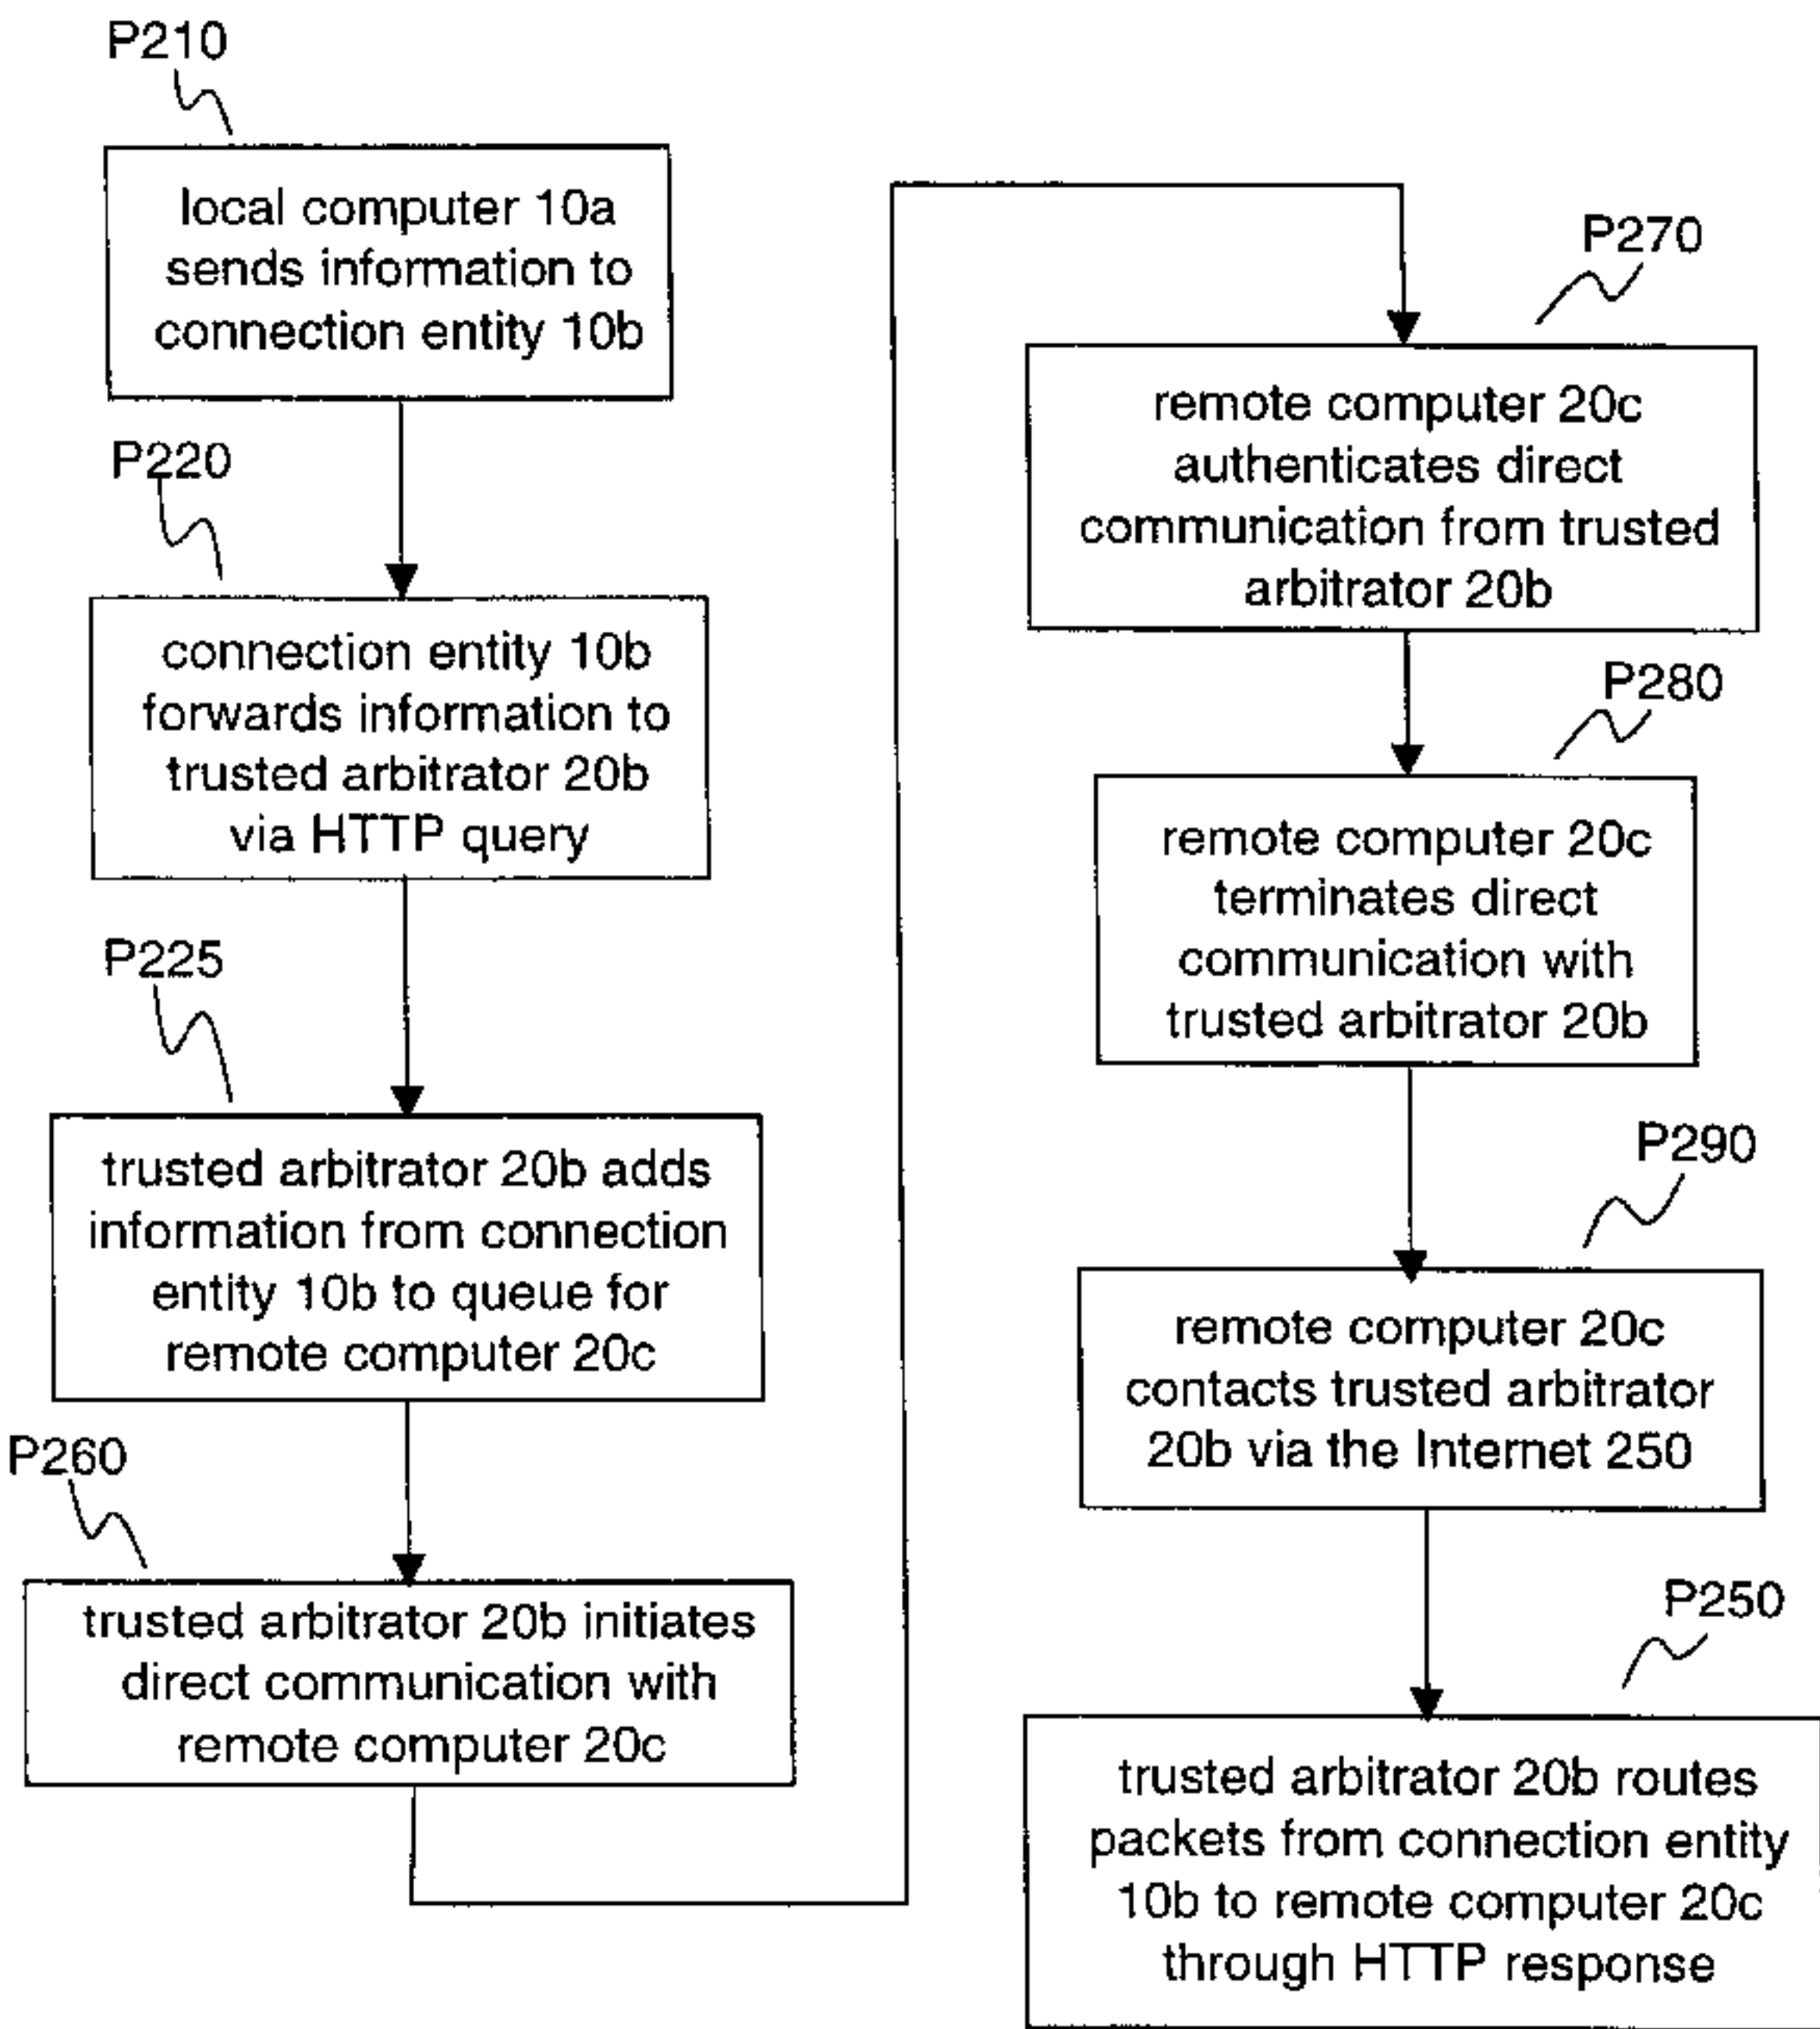 P210
local computer 10a
sends information to
connection entity 10b
P220
connection entity 10b
forwards information to
trusted arbitrator 20b
via HTTP query
P225
trusted arbitrator 20b adds
information from connection
entity 10b to queue for
remote computer 20c
P260
trusted arbitrator 20b initiates
direct communication with
remote computer 20c
P270
remote computer 20c
authenticates direct
communication from trusted
arbitrator 20b
P280
remote computer 20c
terminates direct
communication with
trusted arbitrator 20b
P290
remote computer 20c
contacts trusted arbitrator
20b via the Internet 250
P250
trusted arbitrator 20b routes
packets from connection entity
10b to remote computer 20c
through HTTP response